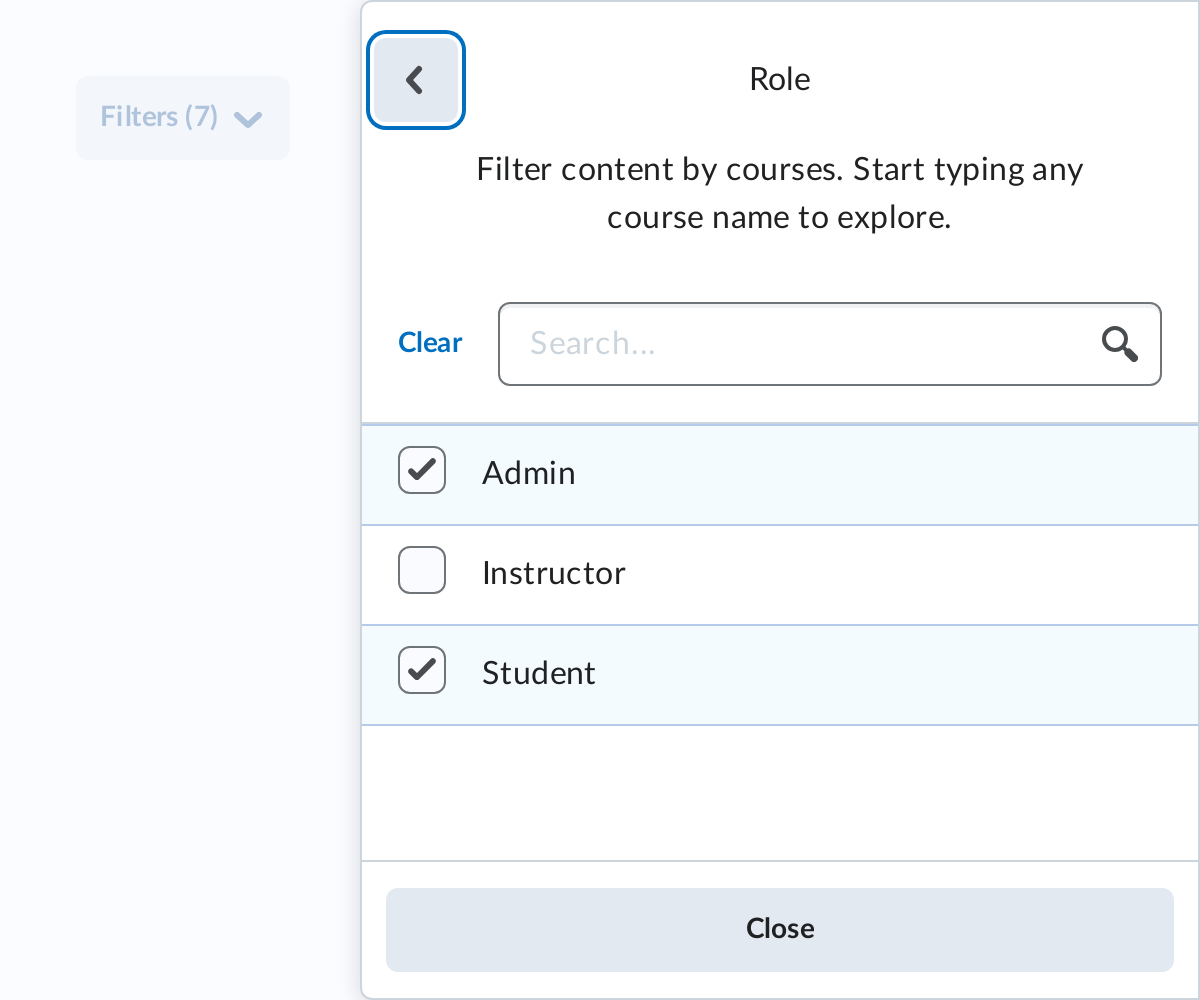 Filters (7)
Role
Filter content by courses. Start typing any
course name to explore.
Clear
Search...
Admin
Instructor
Student
Close